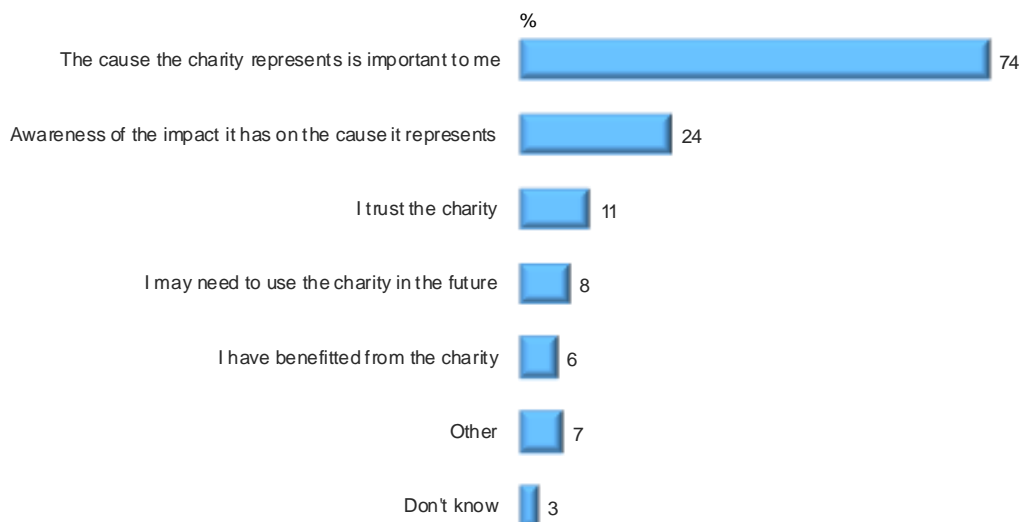 %
The cause the charity represents is important to me 74
Awareness of the impact it has on the cause it represents 24
I trust the charity 11
I may need to use the charity in the future 8
I have benefitted from the charity 6
Other 7
Don't know 3